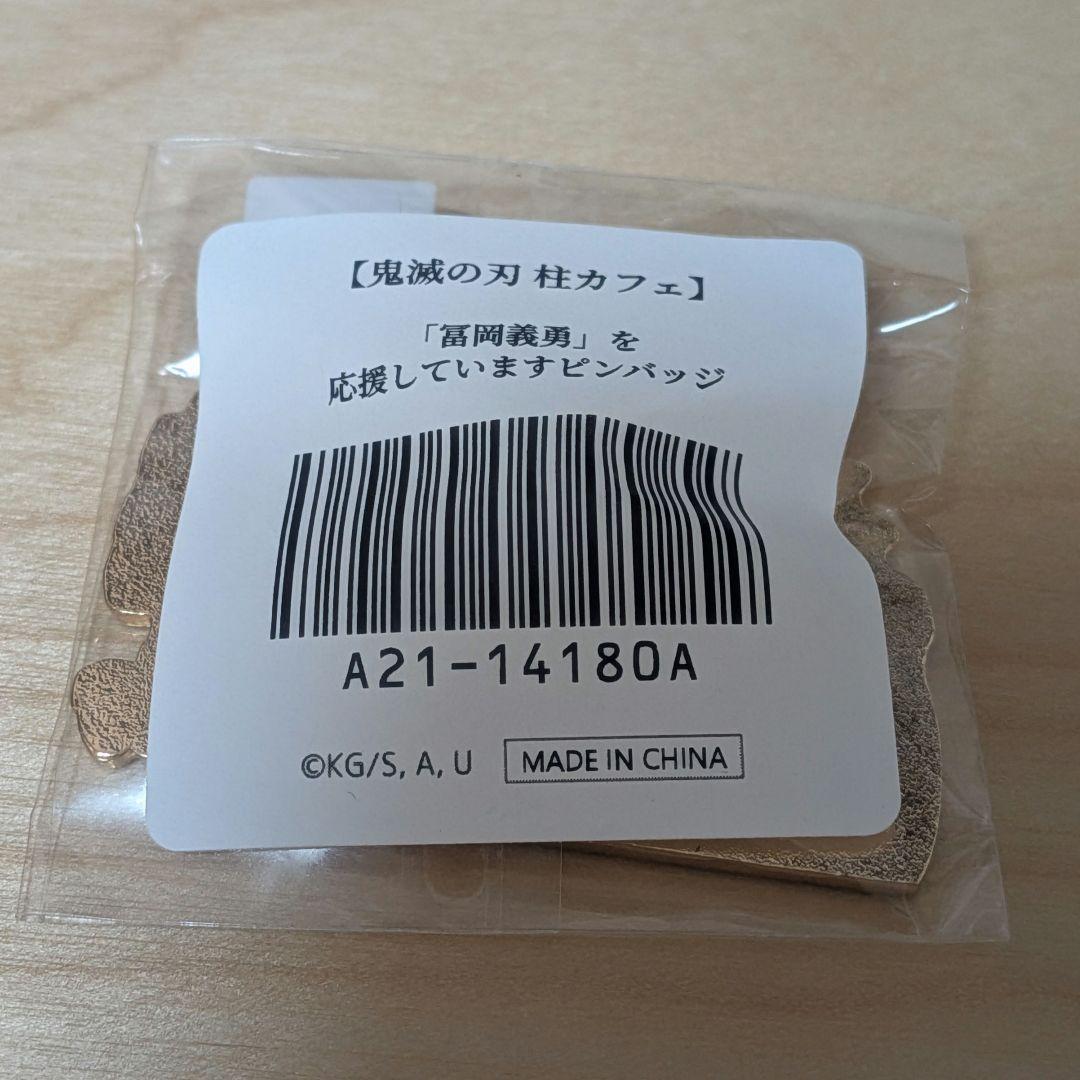 【鬼滅の刃 柱カフェ】
「冨岡義勇」を
応援していますピンバッジ
A21-14180A
©KG/S, A, U
MADE IN CHINA